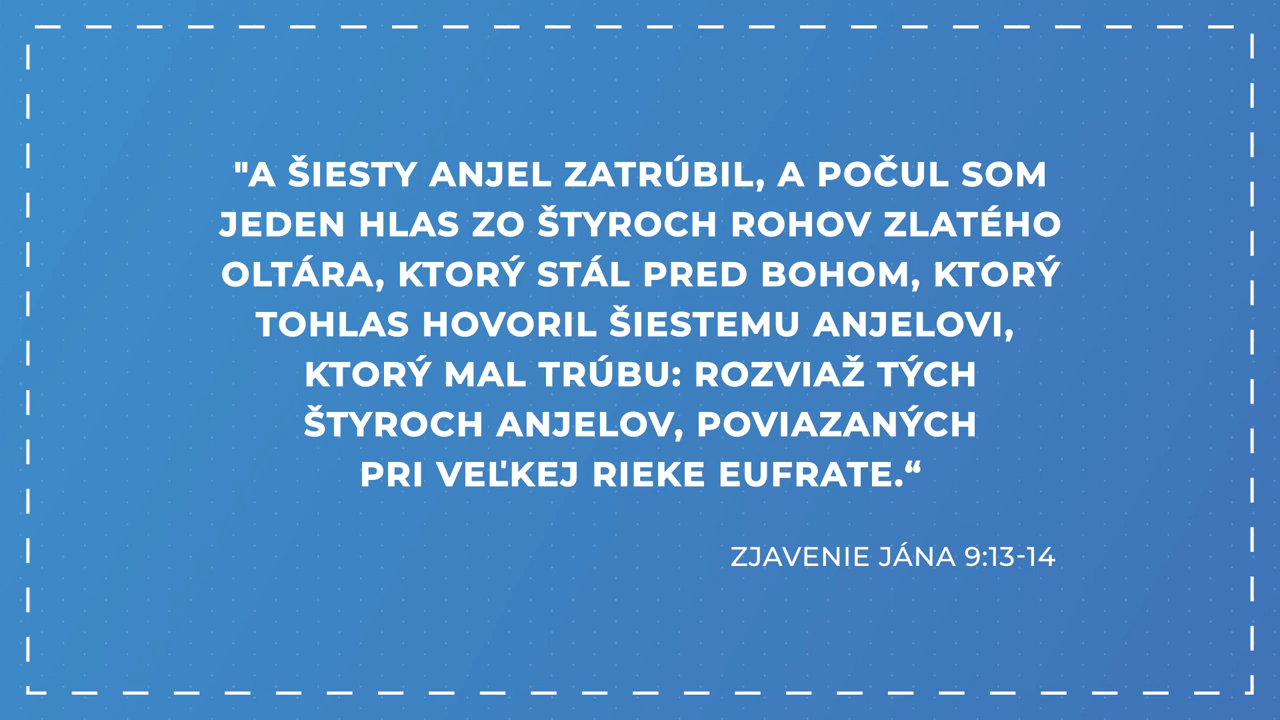 "A ŠIESTY ANJEL ZATRÚBIL, A POČUL SOM
JEDEN HLAS ZO ŠTYROCH ROHOV ZLATÉHO
OLTÁRA, KTORÝ STÁL PRED BOHOM, KTORÝ
TOHLAS HOVORIL ŠIESTEMU ANJELOVI,
KTORÝ MAL TRÚBU: ROZVIAŽ TÝCH
ŠTYROCH ANJELOV, POVIAZANÝCH
PRI VEĽKEJ RIEKE EUFRATE.“
ZJAVENIE JÁNA 9:13-14